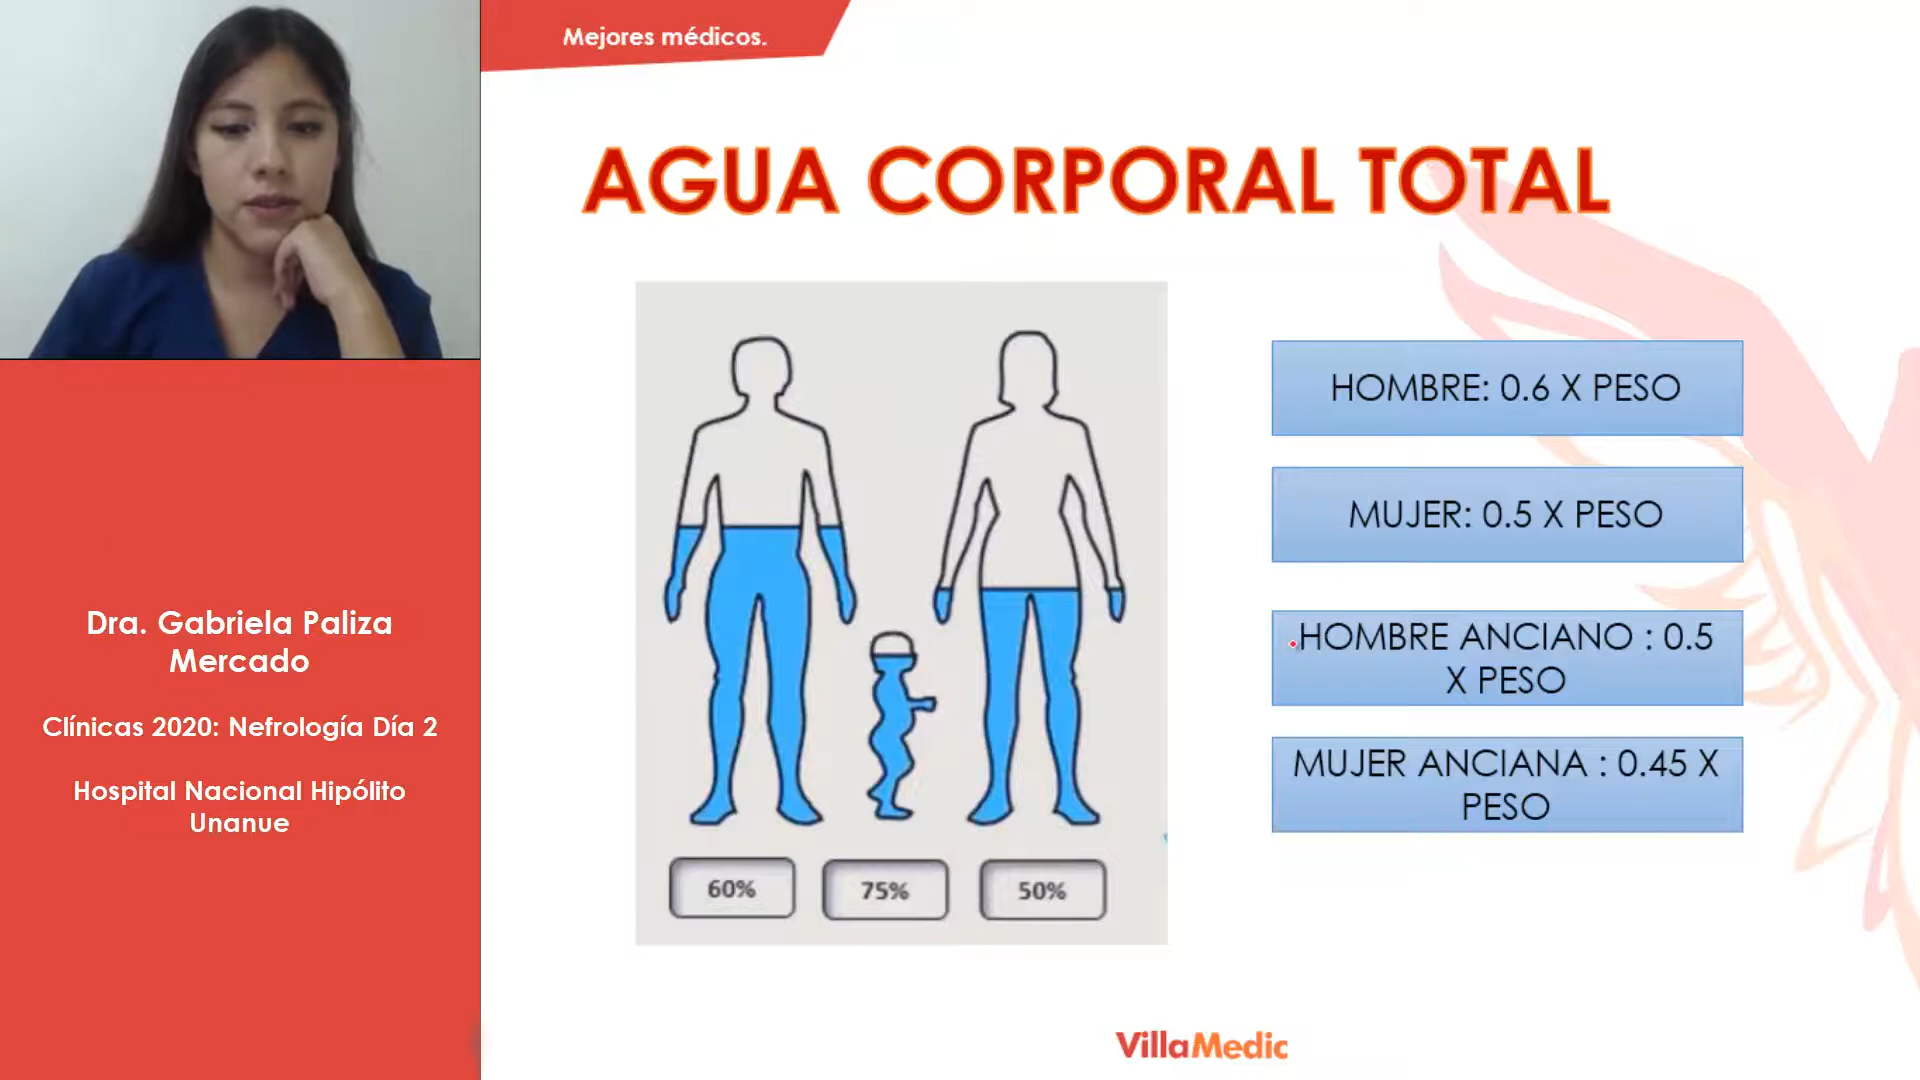 Mejores médicos.
AGUA CORPORAL TOTAL
HOMBRE: 0.6 X PESO
MUJER: 0.5 X PESO
HOMBRE ANCIANO : 0.5
X PESO
MUJER ANCIANA : 0.45 X
PESO
60%
75%
50%
Dra. Gabriela Paliza
Mercado
Clínicas 2020: Nefrología Día 2
Hospital Nacional Hipólito
Unanue
VillaMedic